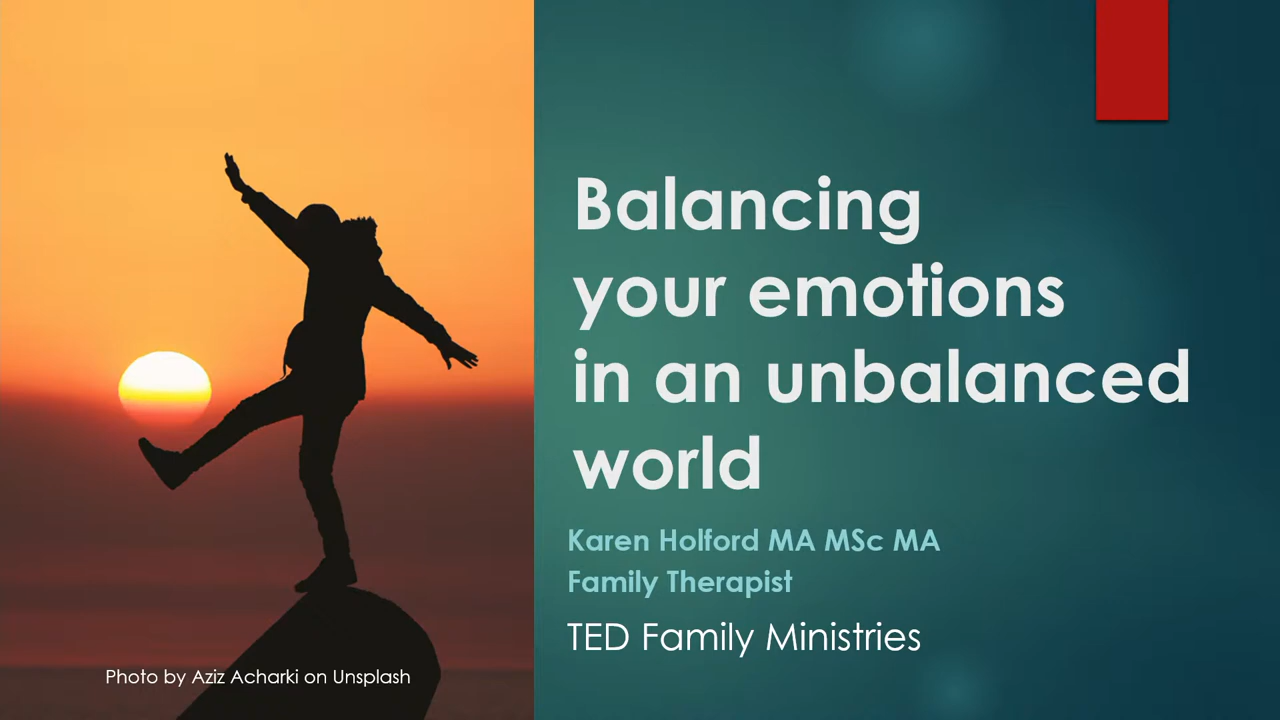 Balancing
your emotions
in an unbalanced
world
Karen Holford MA MSc MA
Family Therapist
TED Family Ministries
Photo by Aziz Acharki on Unsplash